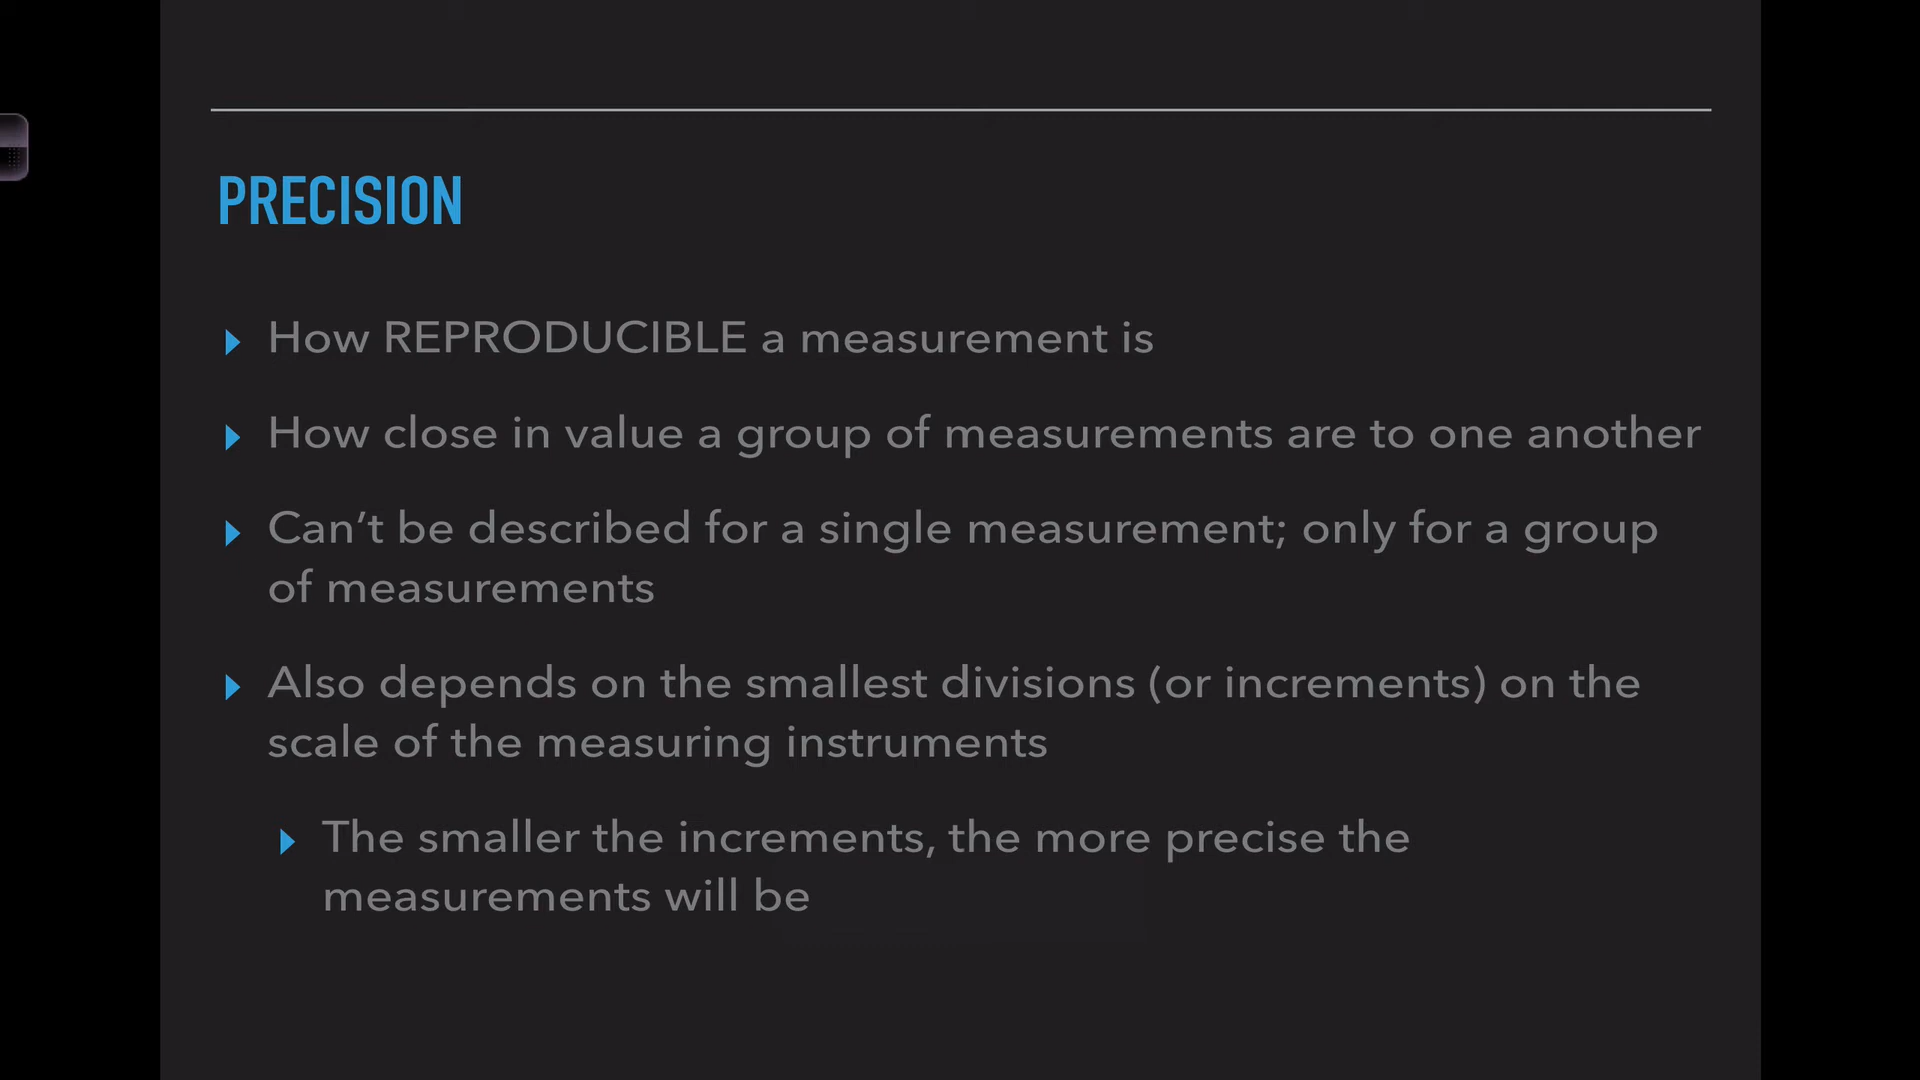 PRECISION
How REPRODUCIBLE a measurement is
How close in value a group of measurements are to one another
Can’t be described for a single measurement; only for a group
of measurements
Also depends on the smallest divisions (or increments) on the
scale of the measuring instruments
The smaller the increments, the more precise the
measurements will be